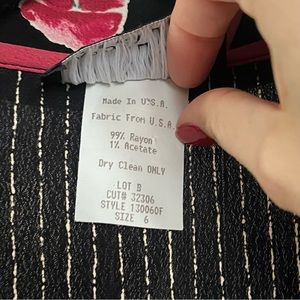 Made In U.S.A.
Fabric From U.S.A.
99% Rayon
1% Acetate
Dry Clean ONLY
LOT B
CUT# 32306
STYLE 130060F
SIZE 6